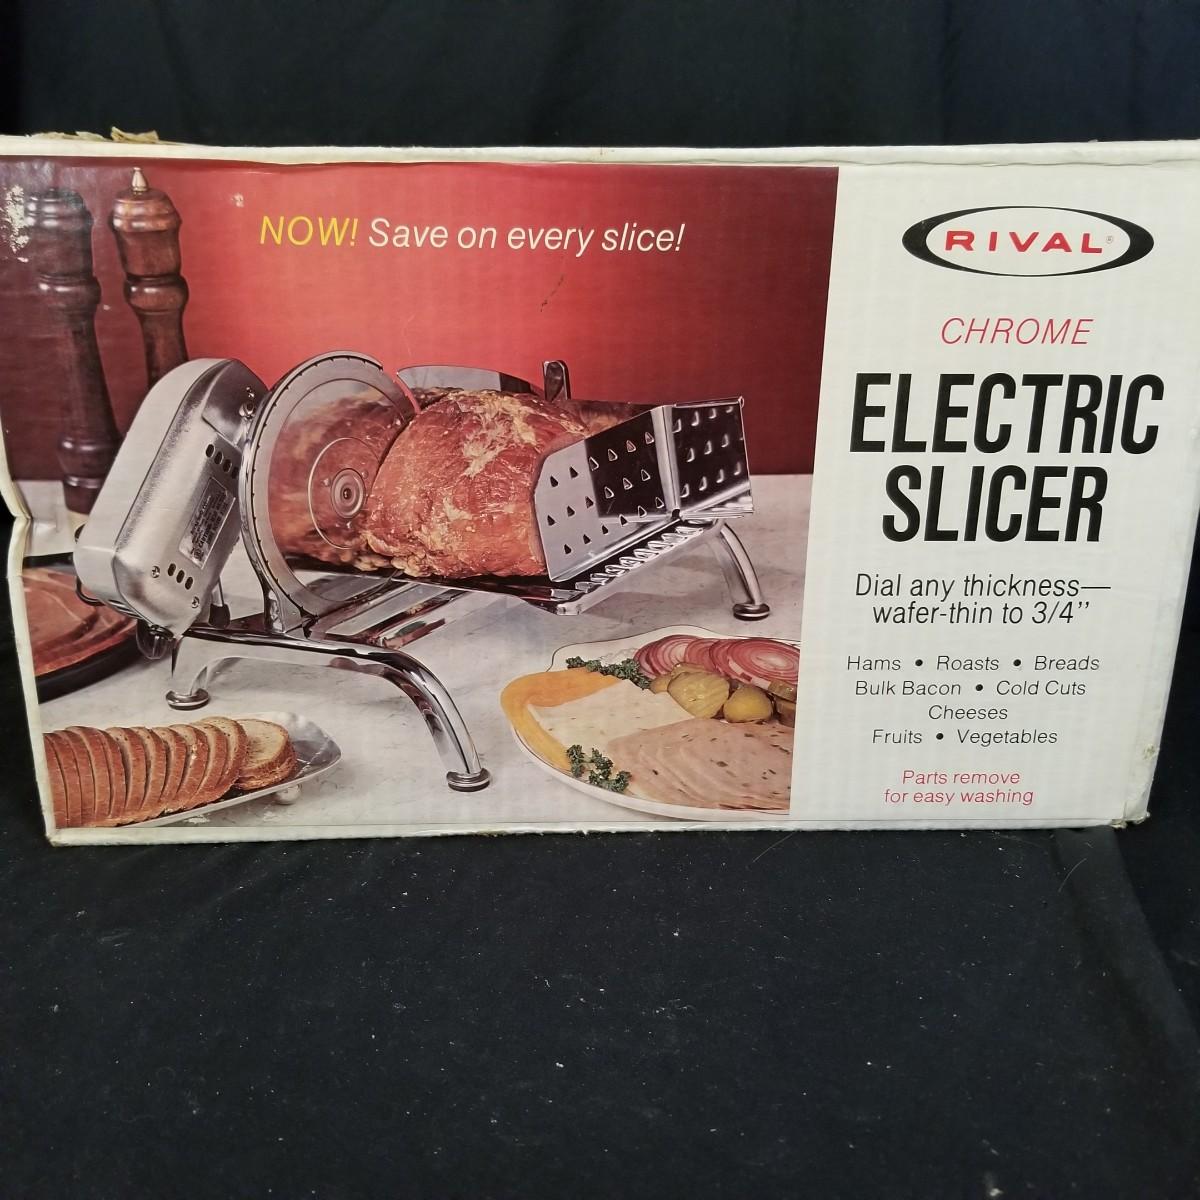 NOW! Save on every slice!
RIVAL®
CHROME
ELECTRIC
SLICER
Dial any thickness—
wafer-thin to 3/4’’
Hams • Roasts • Breads
Bulk Bacon • Cold Cuts
Cheeses
Fruits • Vegetables
Parts remove
for easy washing